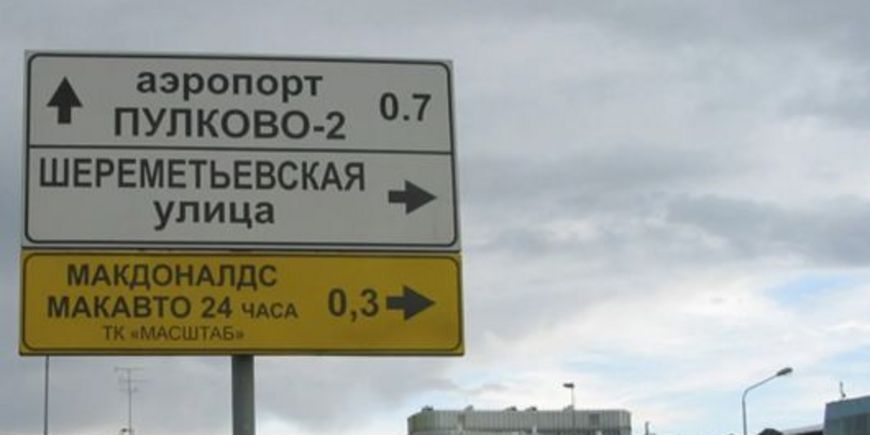 аэропорт
ПУЛКОВО-2
0.7
ШЕРЕМЕТЬЕВСКАЯ
улица
МАКДОНАЛДС
МАКАВТО 24 ЧАСА
0,3
ТК «МАСШТАБ»